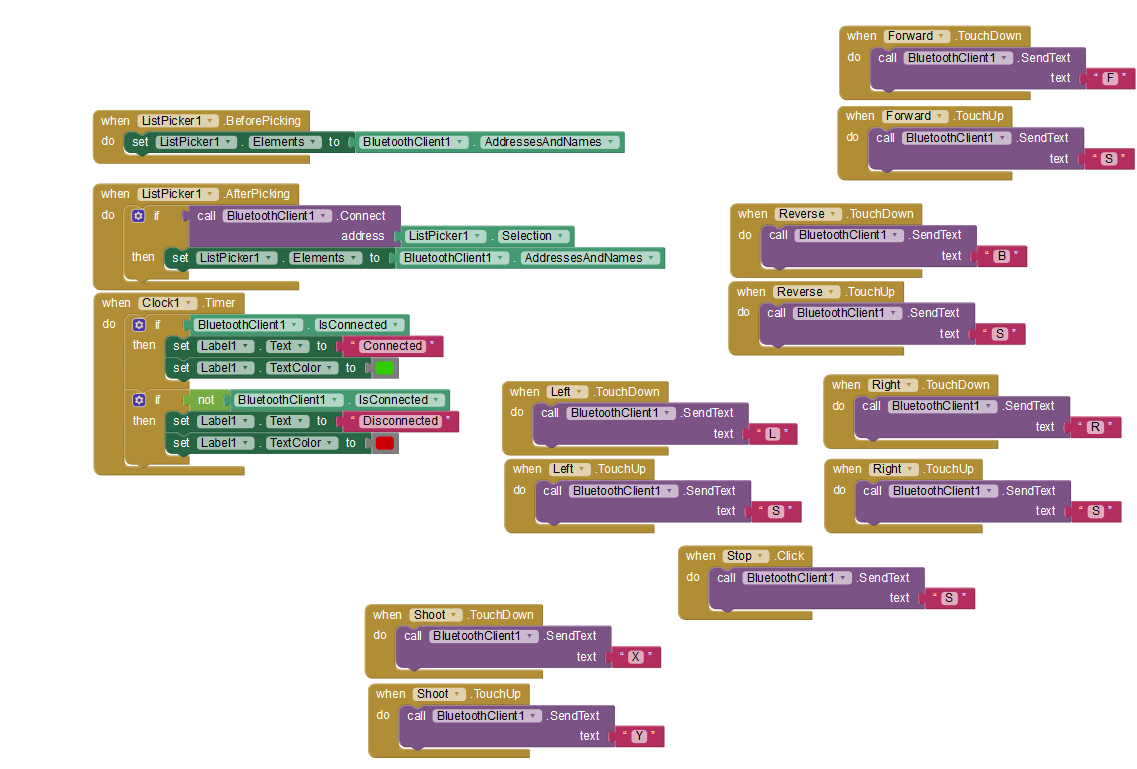 when ListPicker1 .BeforePicking
do set ListPicker1 . Elements to BluetoothClient1 . AddressesAndNames
when ListPicker1 .AfterPicking
do if call BluetoothClient1 .Connect
address ListPicker1 . Selection
then set ListPicker1 . Elements to BluetoothClient1 . AddressesAndNames
when Clock1 .Timer
do if BluetoothClient1 . IsConnected
then set Label1 . Text to “ Connected ”
set Label1 . TextColor to
if not BluetoothClient1 . IsConnected
then set Label1 . Text to “ Disconnected ”
set Label1 . TextColor to
when Forward .TouchDown
do call BluetoothClient1 .SendText
text “ F ”
when Forward .TouchUp
do call BluetoothClient1 .SendText
text “ S ”
when Reverse .TouchDown
do call BluetoothClient1 .SendText
text “ B ”
when Reverse .TouchUp
do call BluetoothClient1 .SendText
text “ S ”
when Left .TouchDown
do call BluetoothClient1 .SendText
text “ L ”
when Left .TouchUp
do call BluetoothClient1 .SendText
text “ S ”
when Right .TouchDown
do call BluetoothClient1 .SendText
text “ R ”
when Right .TouchUp
do call BluetoothClient1 .SendText
text “ S ”
when Stop .Click
do call BluetoothClient1 .SendText
text “ S ”
when Shoot .TouchDown
do call BluetoothClient1 .SendText
text “ X ”
when Shoot .TouchUp
do call BluetoothClient1 .SendText
text “ Y ”